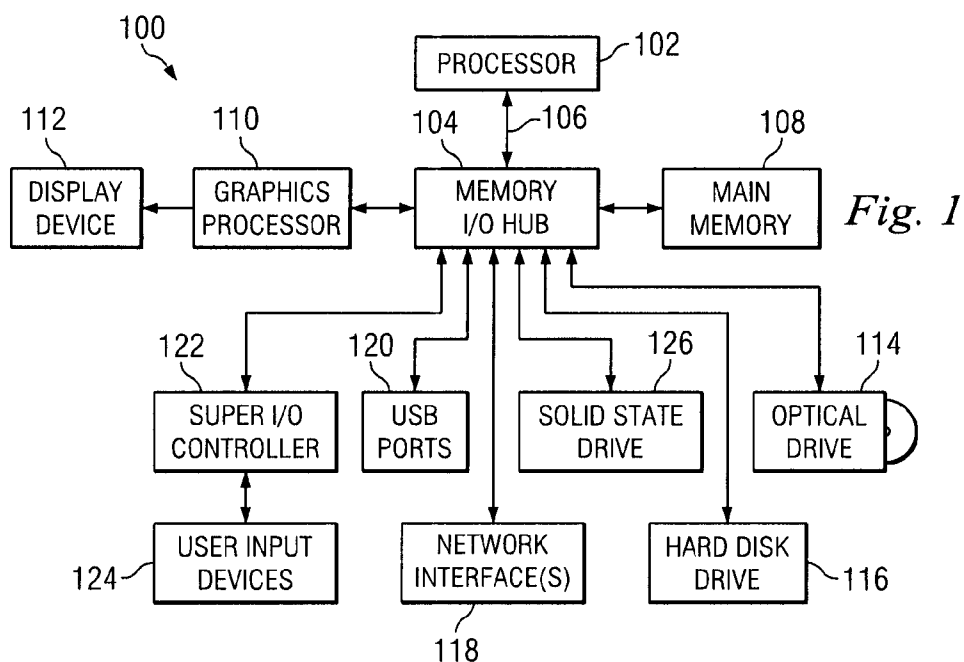 100
PROCESSOR
102
106
112
110
104
108
DISPLAY
DEVICE
GRAPHICS
PROCESSOR
MEMORY
I/O HUB
MAIN
MEMORY
Fig. 1
122
120
126
114
SUPER I/O
CONTROLLER
USB
PORTS
SOLID STATE
DRIVE
OPTICAL
DRIVE
124
USER INPUT
DEVICES
NETWORK
INTERFACE(S)
118
HARD DISK
DRIVE
116